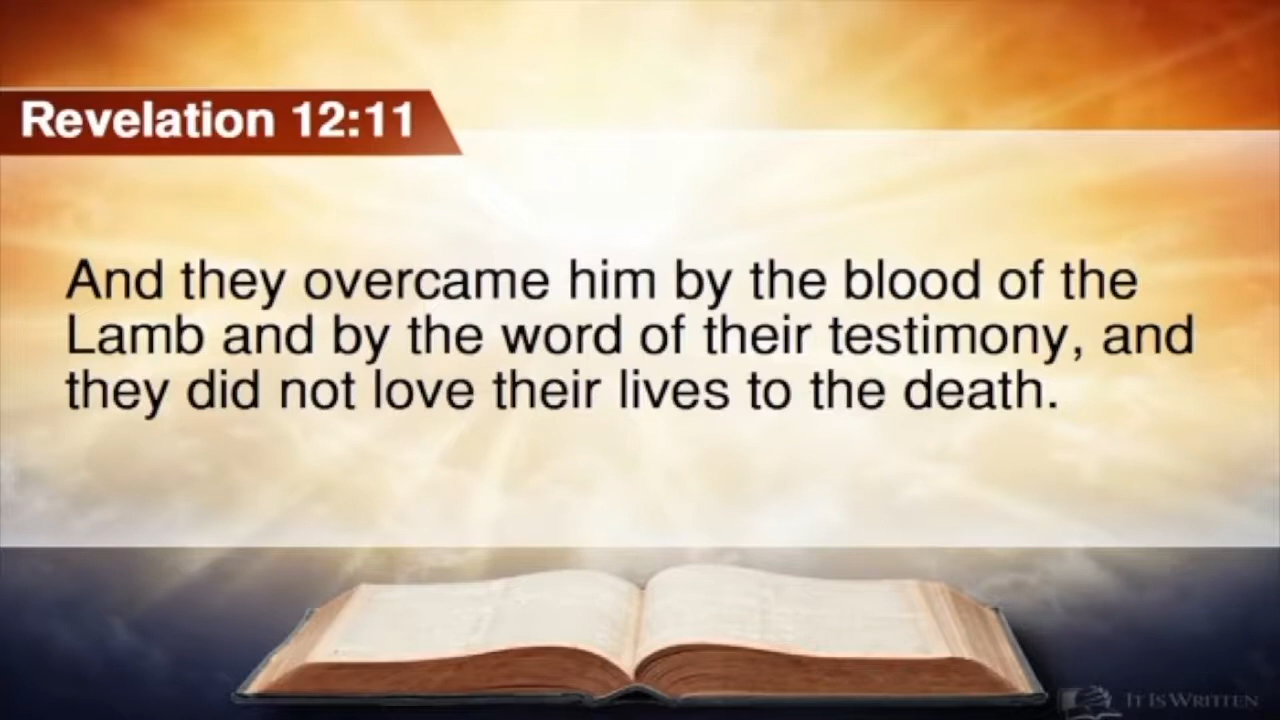 Revelation 12:11
And they overcame him by the blood of the
Lamb and by the word of their testimony, and
they did not love their lives to the death.
IT IS WRITTEN